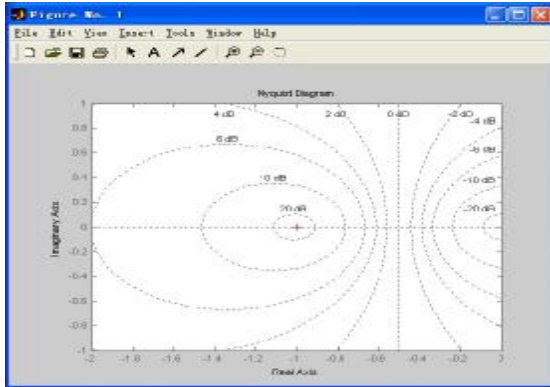 Figure No. 1
File Edit View Insert Tools Window Help
A
Nyquist Diagram
4 dB 2 dB 0 dB -2 dB
-4 dB
6 dB
-6 dB
10 dB -10 dB
20 dB -20 dB
Imaginary Axis
1
0.8
0.6
0.4
0.2
0
-0.2
-0.4
-0.6
-0.8
-1
-2 -1.8 -1.6 -1.4 -1.2 -1 -0.8 -0.6 -0.4 -0.2 0
Real Axis